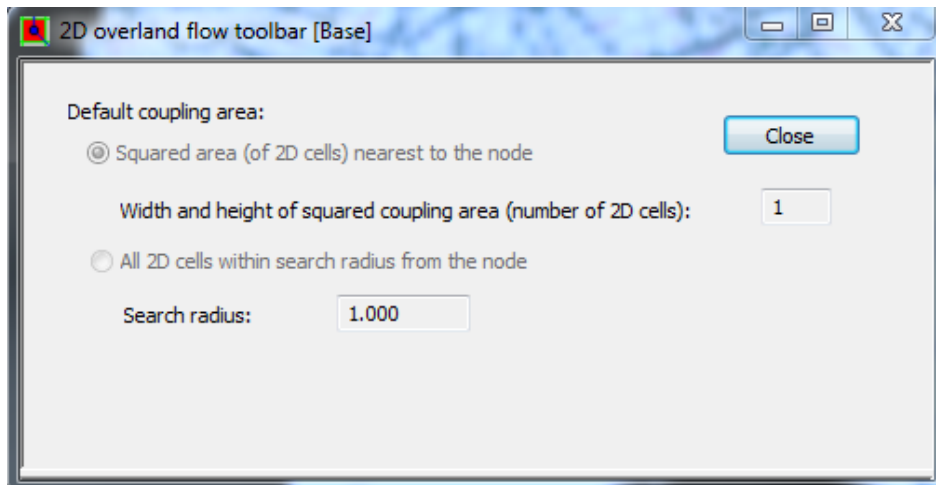 2D overland flow toolbar [Base]
Default coupling area:
Close
Squared area (of 2D cells) nearest to the node
Width and height of squared coupling area (number of 2D cells): 1
All 2D cells within search radius from the node
Search radius: 1.000